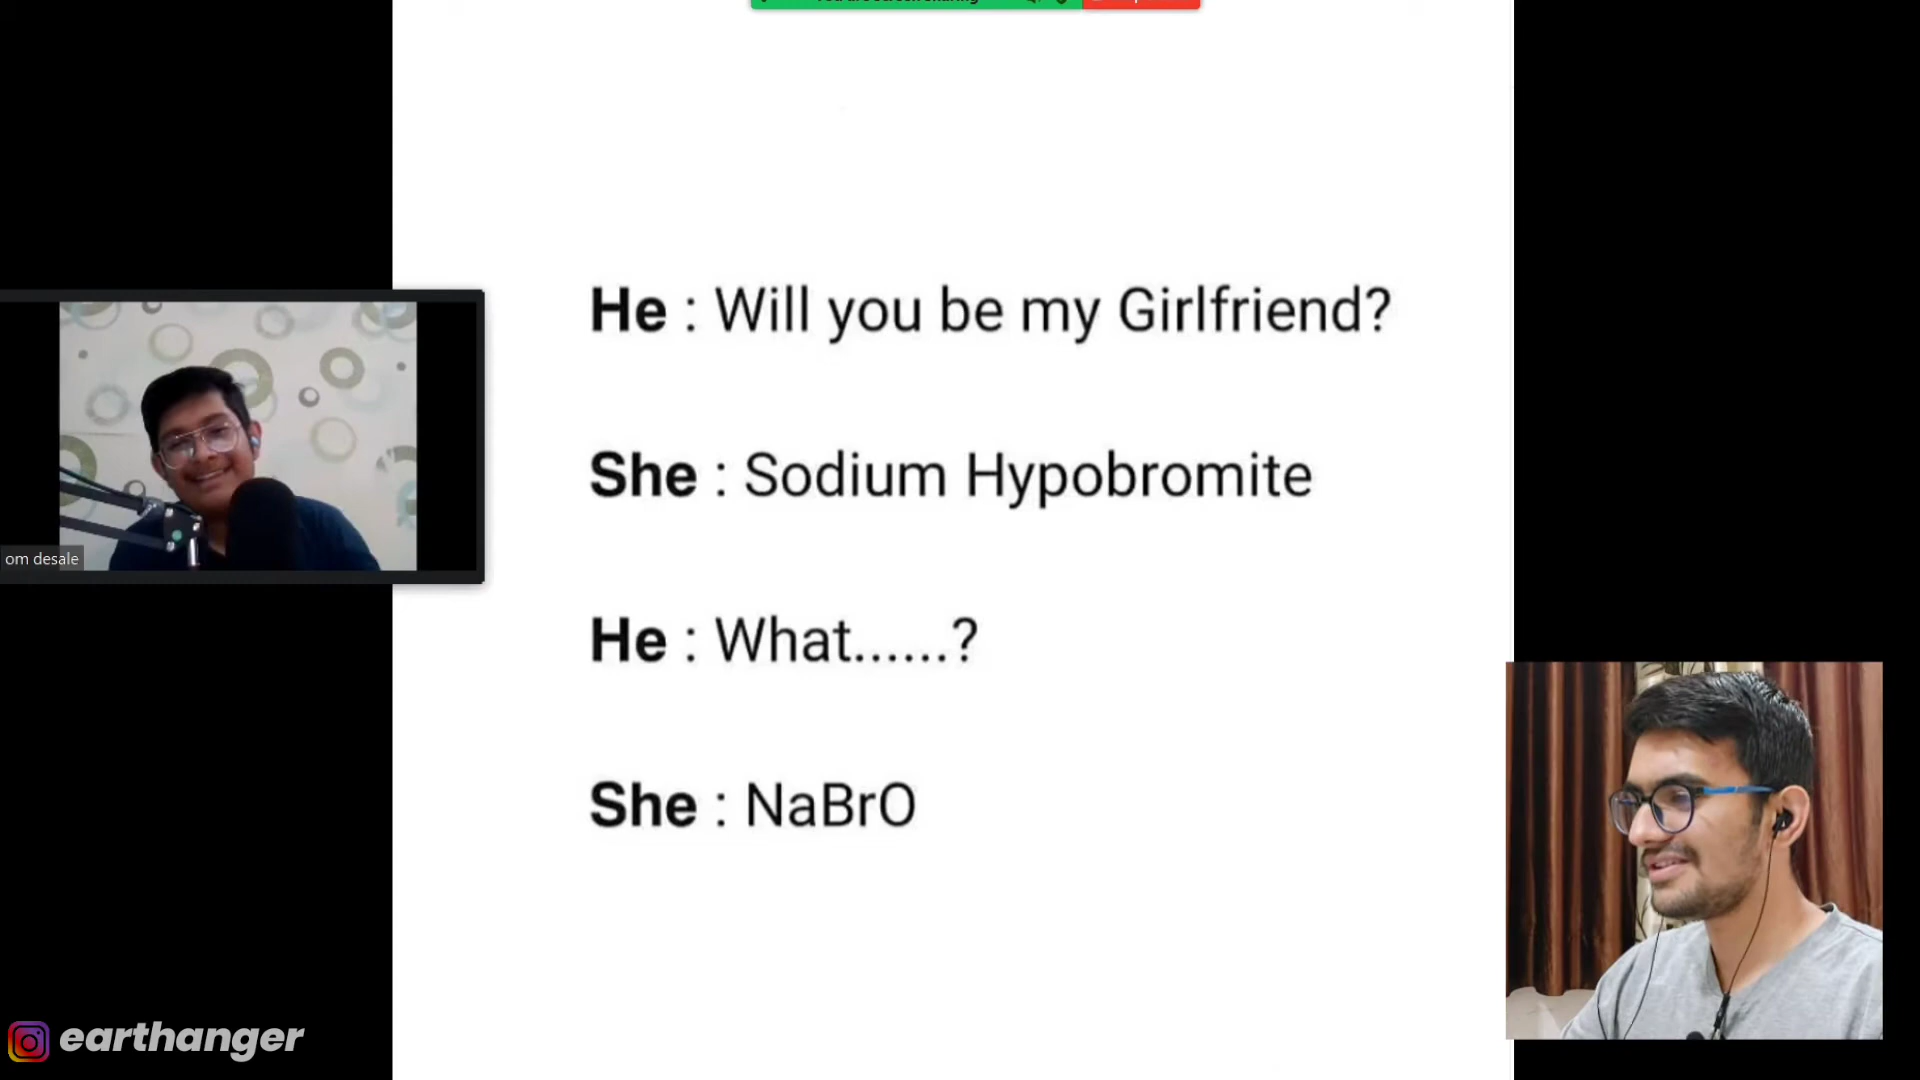 He : Will you be my Girlfriend?
She : Sodium Hypobromite
om desale
He : What......?
She : NaBrO
earthanger